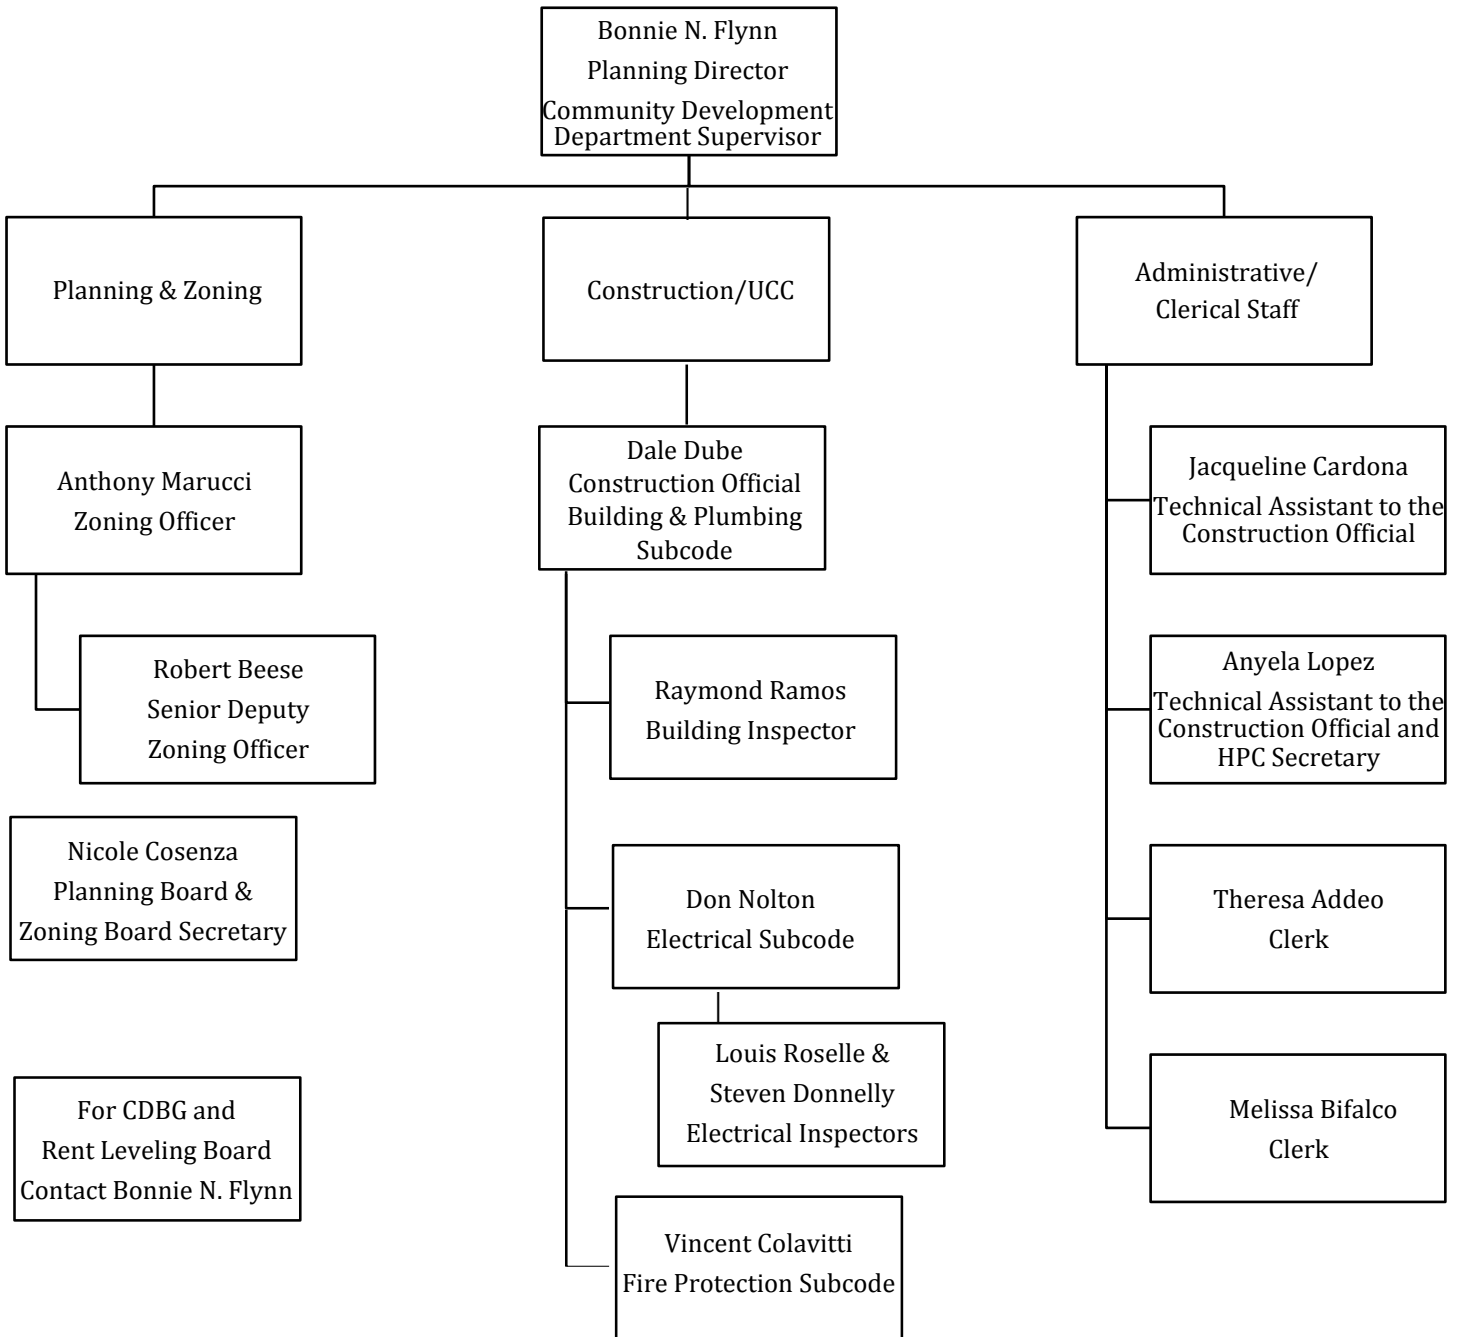 Bonnie N. Flynn
Planning Director
Community Development
Department Supervisor
Planning & Zoning
Construction/UCC
Administrative/
Clerical Staff
Anthony Marucci
Zoning Officer
Dale Dube
Construction Official
Building & Plumbing
Subcode
Jacqueline Cardona
Technical Assistant to the
Construction Official
Robert Beese
Senior Deputy
Zoning Officer
Raymond Ramos
Building Inspector
Anyela Lopez
Technical Assistant to the
Construction Official and
HPC Secretary
Nicole Cosenza
Planning Board &
Zoning Board Secretary
Don Nolton
Electrical Subcode
Theresa Addeo
Clerk
Louis Roselle &
Steven Donnelly
Electrical Inspectors
For CDBG and
Rent Leveling Board
Contact Bonnie N. Flynn
Melissa Bifalco
Clerk
Vincent Colavitti
Fire Protection Subcode